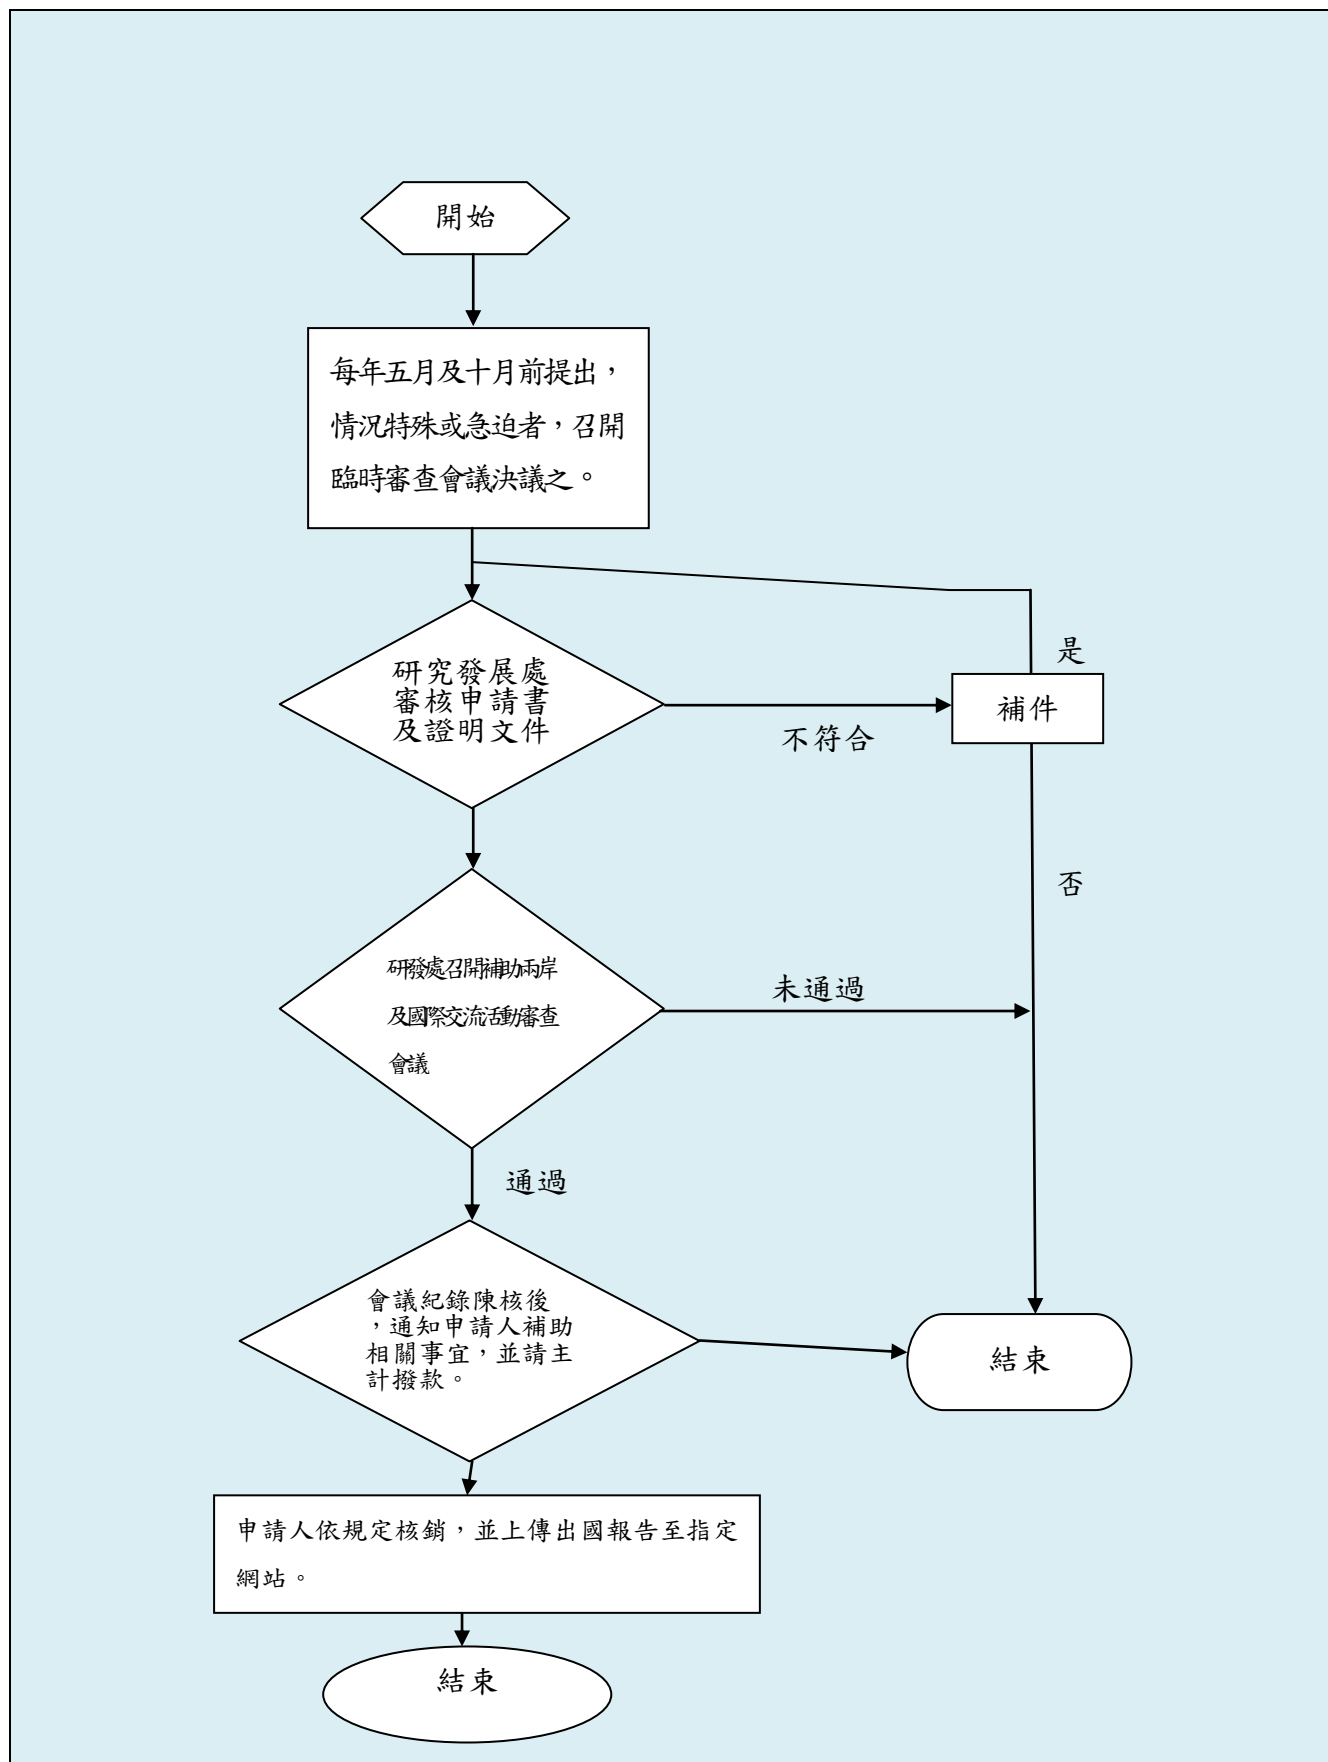 開始
每年五月及十月前提出，
情況特殊或急迫者，召開
臨時審查會議決議之。
是
研究發展處
審核申請書
及證明文件
補件
不符合
否
研發處召開補助兩岸
及國際交流活動審查
會議
未通過
通過
會議紀錄陳核後
，通知申請人補助
相關事宜，並請主
計撥款。
結束
申請人依規定核銷，並上傳出國報告至指定
網站。
結束